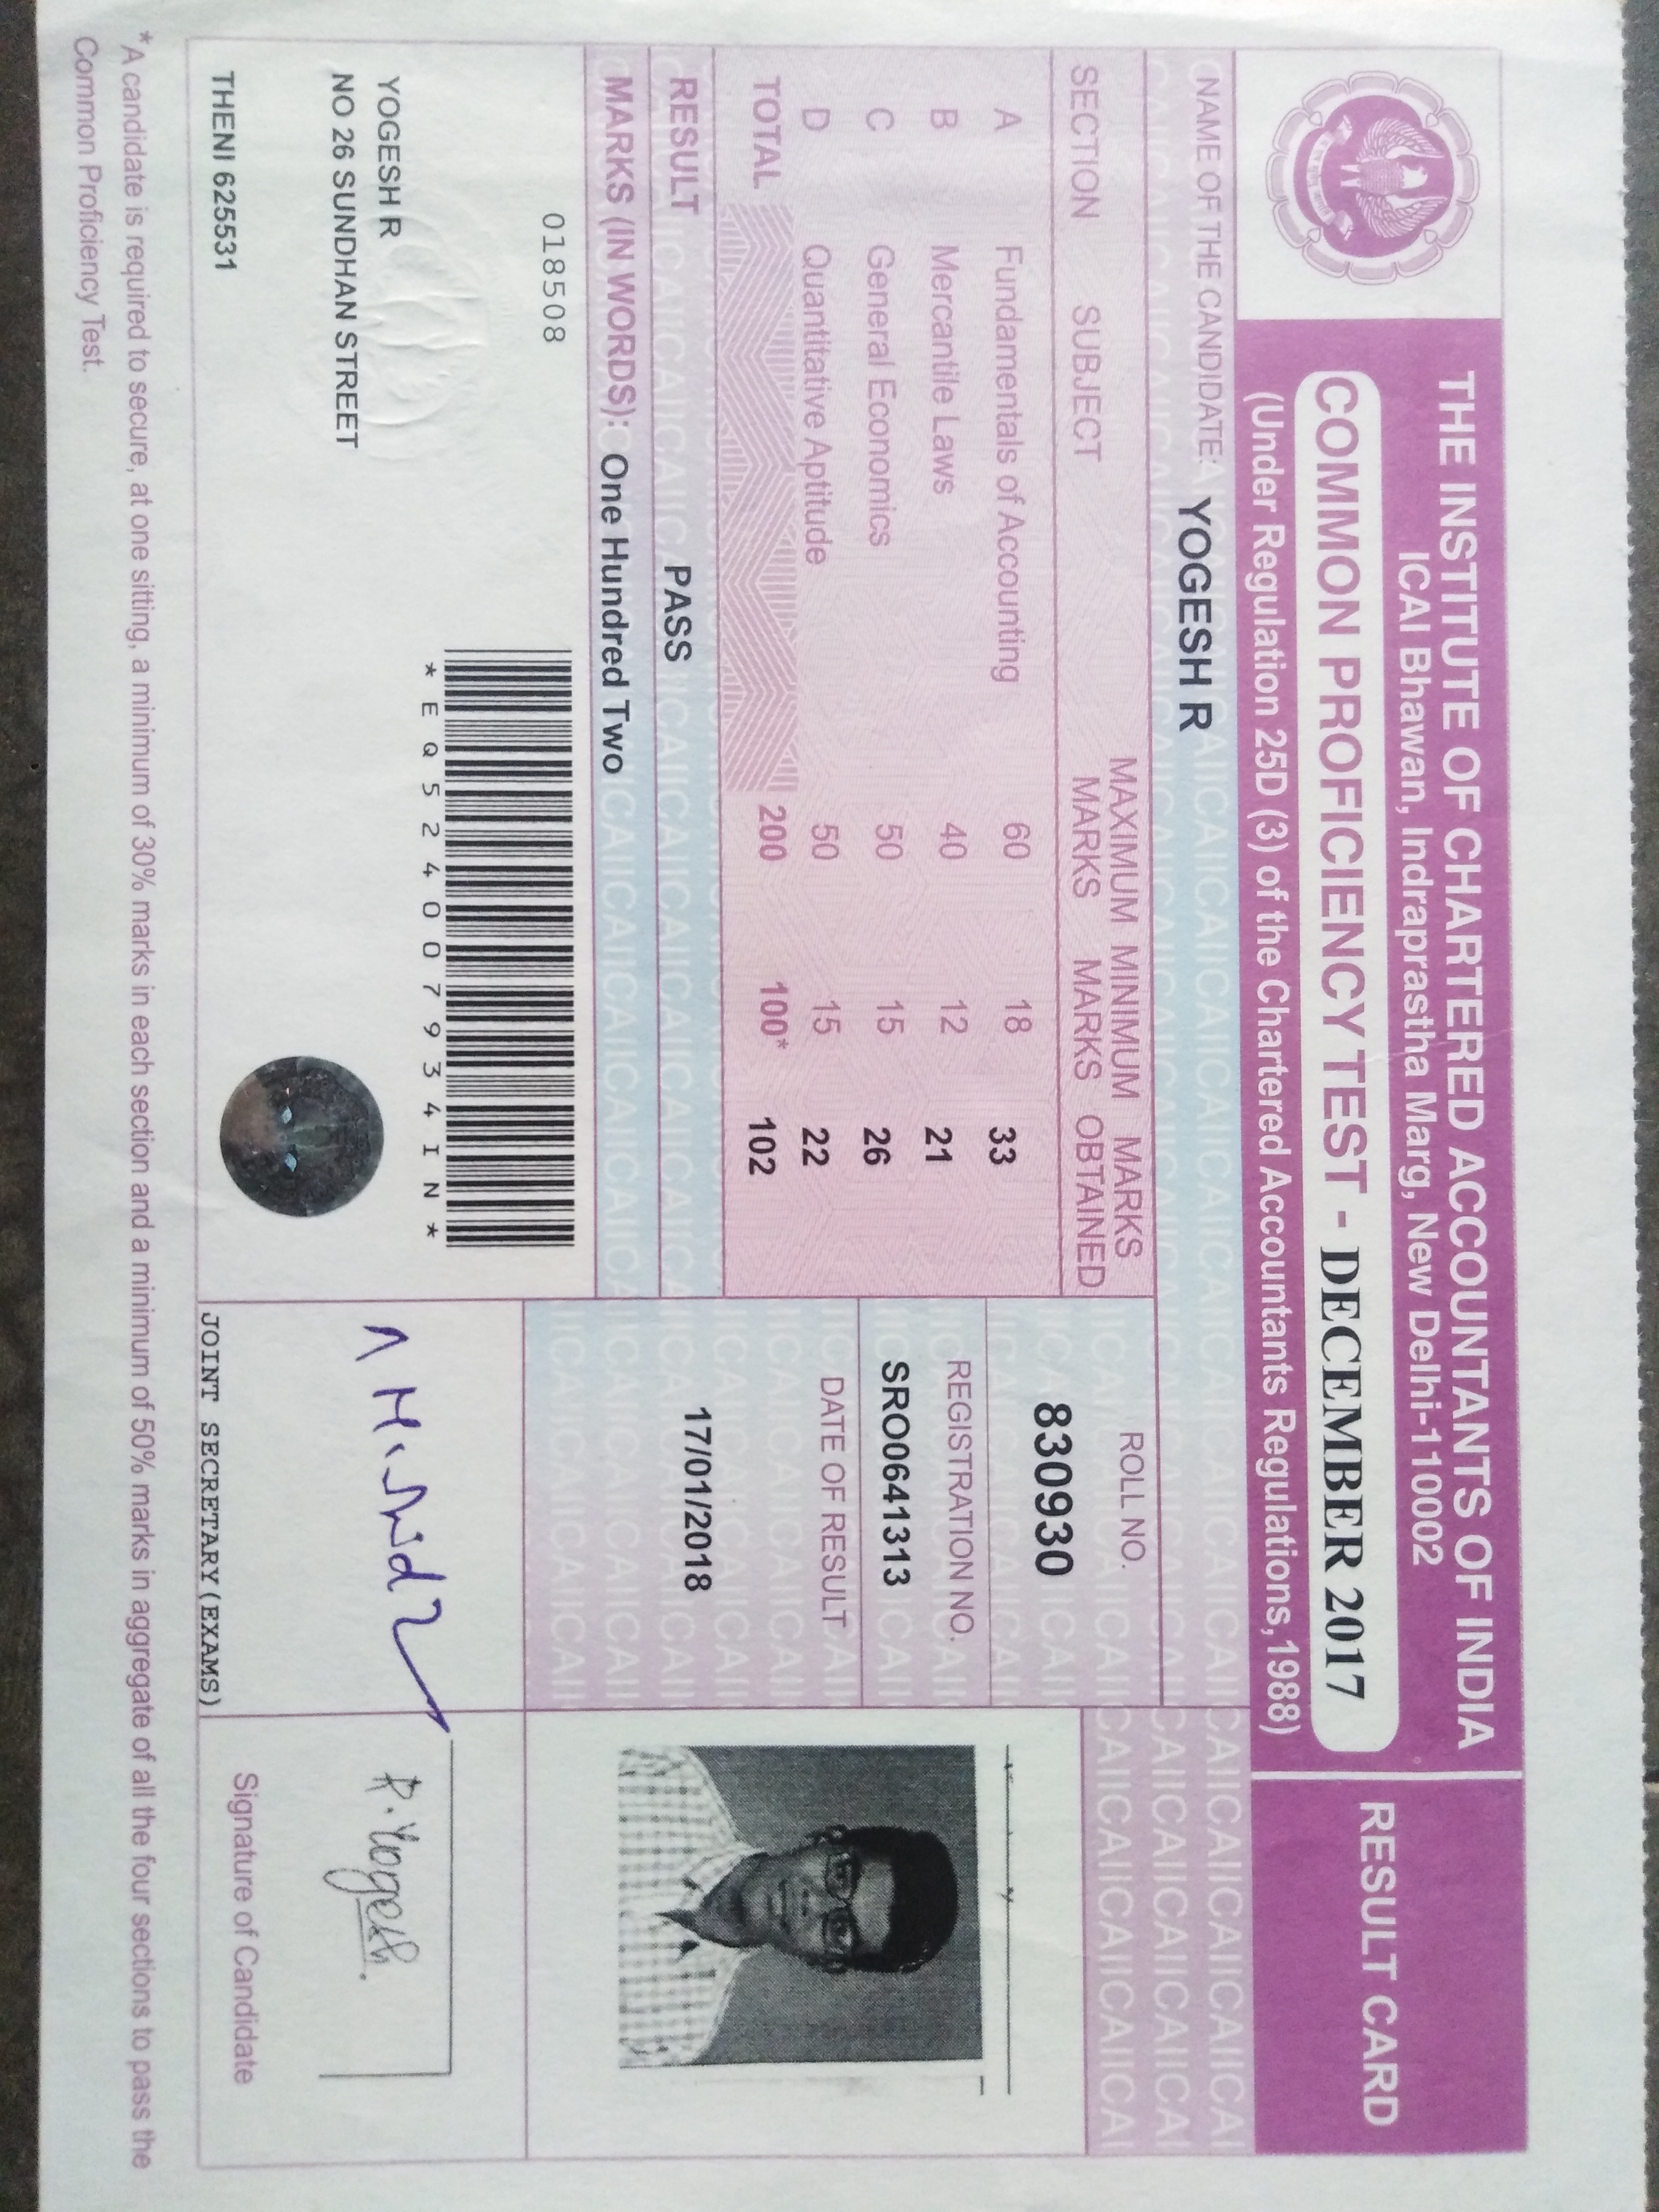 THE INSTITUTE OF CHARTERED ACCOUNTANTS OF INDIA
ICAI Bhawan, Indraprastha Marg, New Delhi-110002
COMMON PROFICIENCY TEST - DECEMBER 2017
(Under Regulation 25D (3) of the Chartered Accountants Regulations,1988)
RESULT CARD
NAME OF THE CANDIDATE: YOGESH R
SECTION SUBJECT MAXIMUM MARKS MINIMUM MARKS MARKS OBTAINED
A Fundamentals of Accounting 60 18 33
B Mercantile Laws 40 12 21
C General Economics 50 15 26
D Quantitative Aptitude 50 15 22
TOTAL 200 100* 102
RESULT PASS
MARKS (IN WORDS): One Hundred Two
ROLL NO.
830930
REGISTRATION NO.
SRO0641313
DATE OF RESULT
17/01/2018
018508
*EQ524007934IN*
YOGESH R
NO 26 SUNDHAN STREET
THENI 625531
JOINT SECRETARY (EXAMS)
R. Yogesh.
Signature of Candidate
*A candidate is required to secure, at one sitting, a minimum of 30% marks in each section and a minimum of 50% marks in aggregate of all the four sections to pass the
Common Proficiency Test.